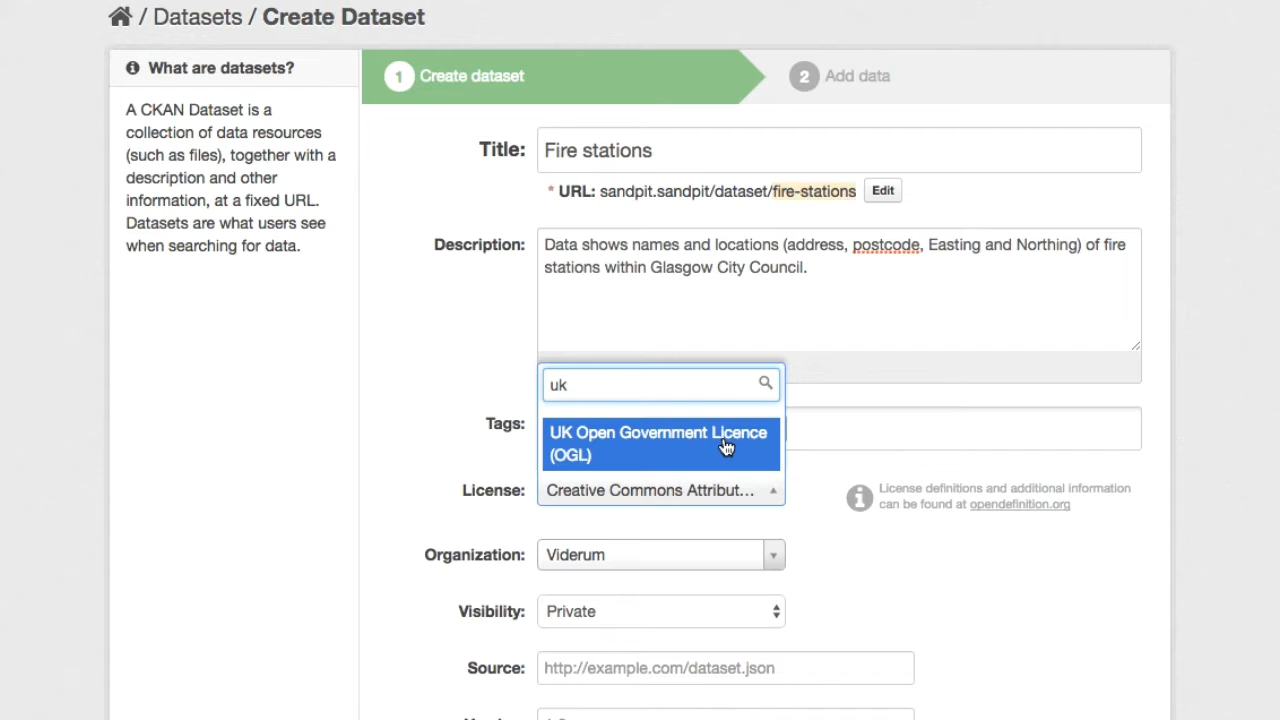 / Datasets / Create Dataset
What are datasets?
A CKAN Dataset is a
collection of data resources
(such as files), together with a
description and other
information, at a fixed URL.
Datasets are what users see
when searching for data.
1 Create dataset
2 Add data
Title: Fire stations
* URL: sandpit.sandpit/dataset/fire-stations Edit
Description: Data shows names and locations (address, postcode, Easting and Northing) of fire
stations within Glasgow City Council.
uk
Tags:
UK Open Government Licence
(OGL)
License: Creative Commons Attribut...
License definitions and additional information
can be found at opendefinition.org
Organization: Viderum
Visibility: Private
Source: http://example.com/dataset.json